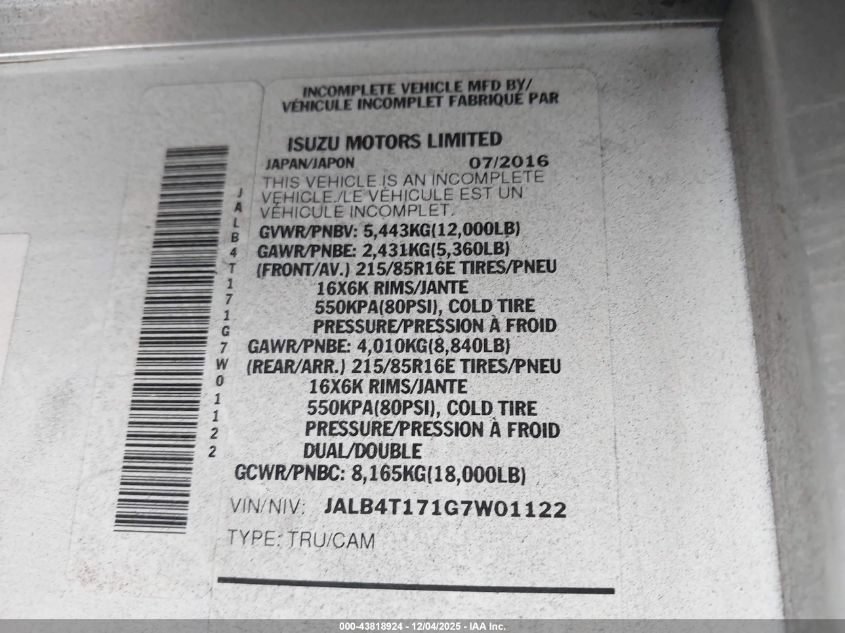 INCOMPLETE VEHICLE MFD BY/
VÉHICULE INCOMPLET FABRIQUÉ PAR
ISUZU MOTORS LIMITED
JAPAN/JAPON 07/2016
THIS VEHICLE IS AN INCOMPLETE
VEHICLE./LE VÉHICULE EST UN
VÉHICULE INCOMPLET.
GVWR/PNBV: 5,443KG(12,000LB)
GAWR/PNBE: 2,431KG(5,360LB)
(FRONT/AV.) 215/85R16E TIRES/PNEU
16X6K RIMS/JANTE
550KPA(80PSI), COLD TIRE
PRESSURE/PRESSION À FROID
GAWR/PNBE: 4,010KG(8,840LB)
(REAR/ARR.) 215/85R16E TIRES/PNEU
16X6K RIMS/JANTE
550KPA(80PSI), COLD TIRE
PRESSURE/PRESSION À FROID
DUAL/DOUBLE
GCWR/PNBC: 8,165KG(18,000LB)
VIN/NIV: JALB4T171G7W01122
TYPE: TRU/CAM
JALB4T171G7W01122
000-43818924 - 12/04/2025 - IAA Inc.